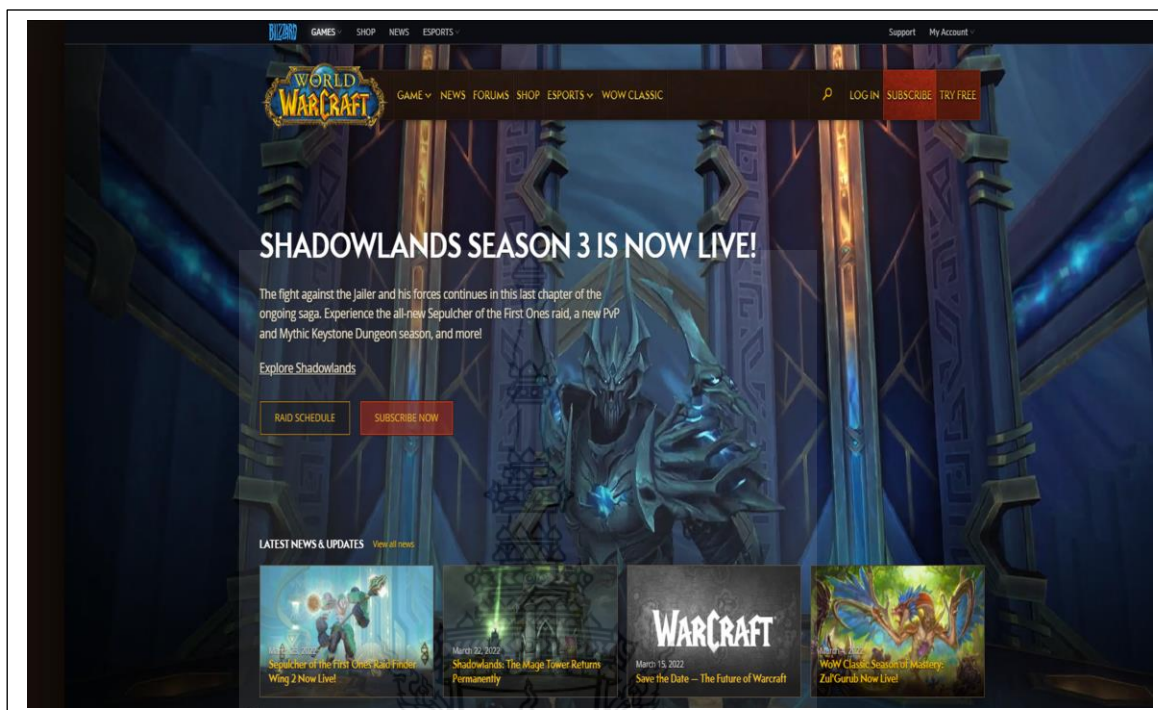 BLIZZARD GAMES SHOP NEWS ESPORTS Support My Account
WORLD
WARCRAFT
GAME NEWS FORUMS SHOP ESPORTS WOW CLASSIC LOG IN SUBSCRIBE TRY FREE
SHADOWLANDS SEASON 3 IS NOW LIVE!
The fight against the Jailer and his forces continues in this last chapter of the
ongoing saga. Experience the all-new Sepulcher of the First Ones raid, a new PvP
and Mythic Keystone Dungeon season, and more!
Explore Shadowlands
RAID SCHEDULE SUBSCRIBE NOW
LATEST NEWS & UPDATES View all news
Sepulcher of the First Ones Raid Finder
Wing 2 Now Live!
March 22, 2022
Shadowlands: The Mage Tower Returns
Permanently
WARCRAFT
March 15, 2022
Save the Date – The Future of Warcraft
WoW Classic Season of Mastery:
Zul'Gurub Now Live!